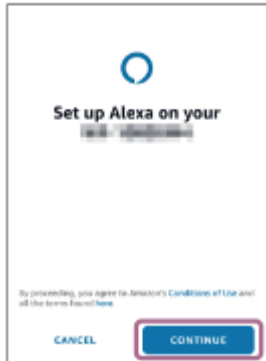 Set up Alexa on your
By proceeding, you agree to Amazon's Conditions of Use and
all the terms found here.
CANCEL
CONTINUE